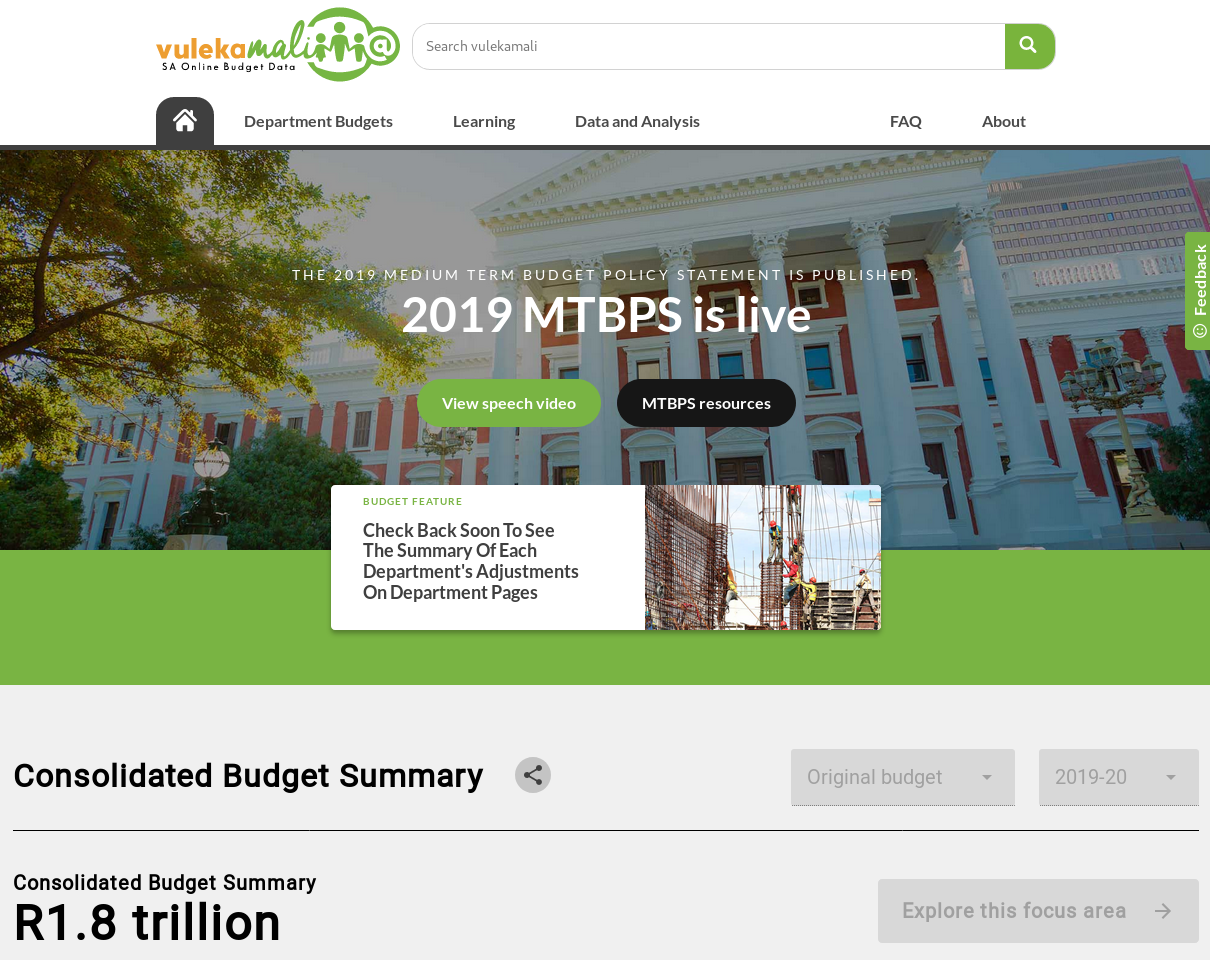 vulekamali@
SA Online Budget Data
Search vulekamali
Department Budgets
Learning
Data and Analysis
FAQ
About
Feedback
THE 2019 MEDIUM TERM BUDGET POLICY STATEMENT IS PUBLISHED.
2019 MTBPS is live
View speech video
MTBPS resources
BUDGET FEATURE
Check Back Soon To See
The Summary Of Each
Department's Adjustments
On Department Pages
Consolidated Budget Summary
Original budget
2019-20
Consolidated Budget Summary
R1.8 trillion
Explore this focus area